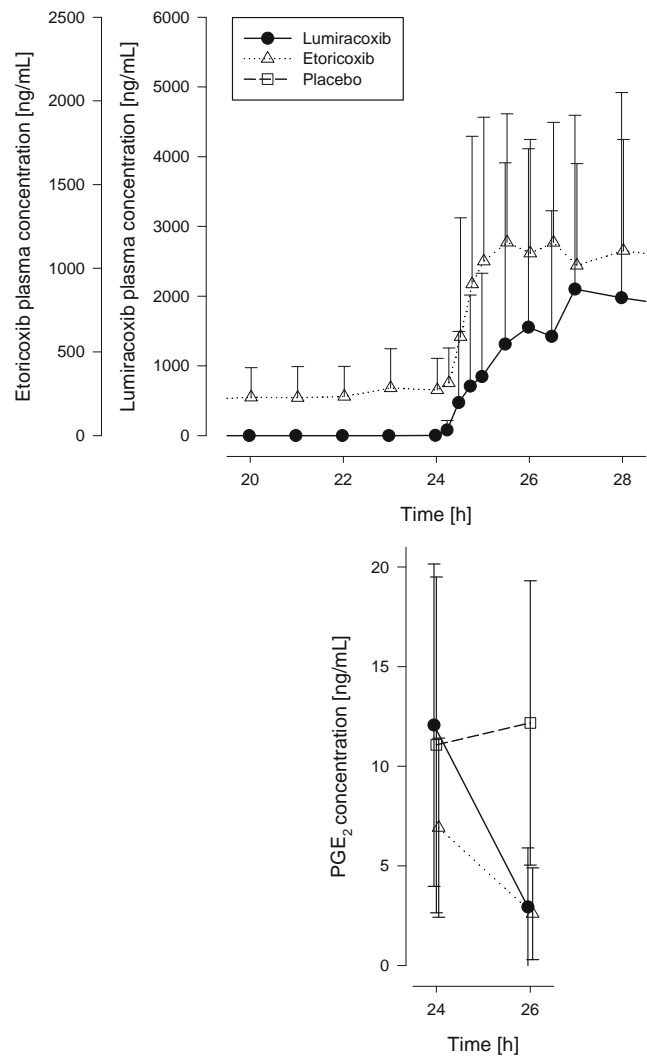 Etoricoxib plasma concentration [ng/mL]
2500
2000
1500
1000
500
0
Lumiracoxib plasma concentration [ng/mL]
6000
5000
4000
3000
2000
1000
0
Lumiracoxib
Etoricoxib
Placebo
20 22 24 26 28
Time [h]
PGE2 concentration [ng/mL]
20
15
10
5
0
24 26
Time [h]